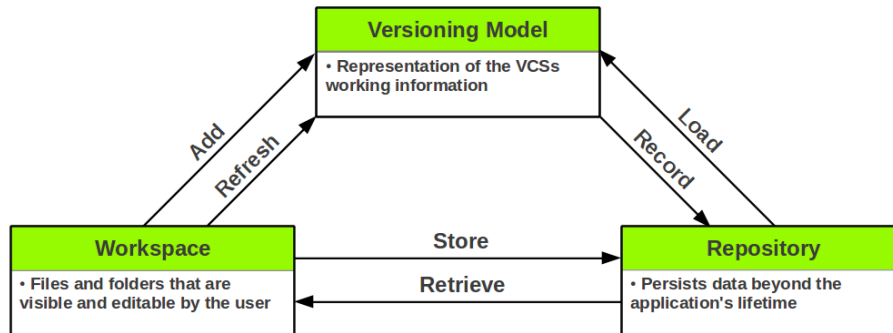 Versioning Model
• Representation of the VCSs
working information
Add
Refresh
Load
Record
Workspace
• Files and folders that are
visible and editable by the user
Store
Retrieve
Repository
• Persists data beyond the
application's lifetime